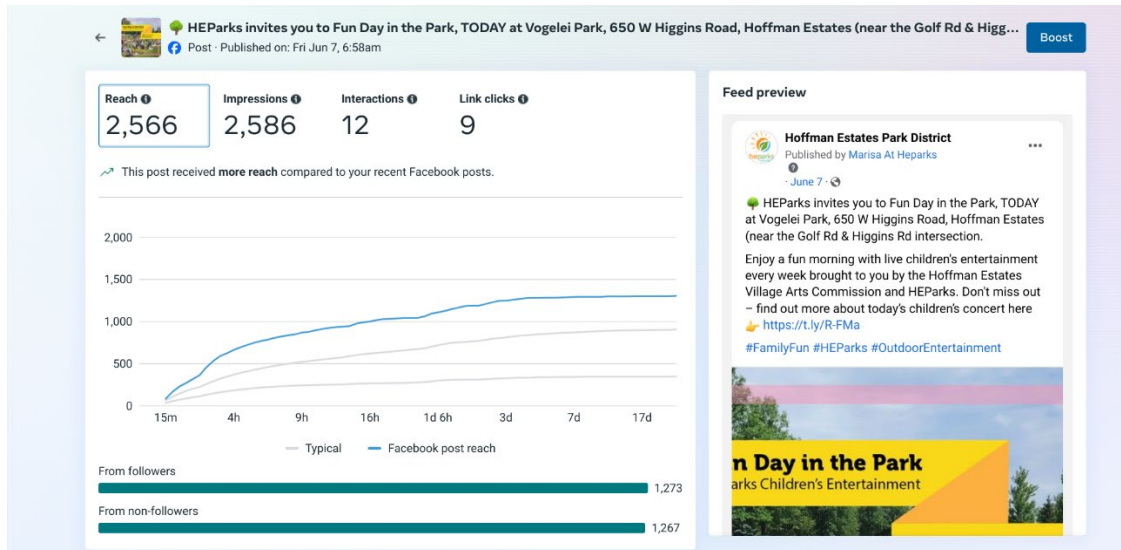 🌳 HEParks invites you to Fun Day in the Park, TODAY at Vogelei Park, 650 W Higgins Road, Hoffman Estates (near the Golf Rd & Higg...
Post · Published on: Fri Jun 7, 6:58am
Boost
Reach
2,566
Impressions
2,586
Interactions
12
Link clicks
9
This post received more reach compared to your recent Facebook posts.
2,000
1,500
1,000
500
0
15m 4h 9h 16h 1d 6h 3d 7d 17d
Typical Facebook post reach
From followers
1,273
From non-followers
1,267
Feed preview
heparks
Hoffman Estates Park District
Published by Marisa At Heparks
· June 7 ·
🌳 HEParks invites you to Fun Day in the Park, TODAY
at Vogelei Park, 650 W Higgins Road, Hoffman Estates
(near the Golf Rd & Higgins Rd intersection.
Enjoy a fun morning with live children's entertainment
every week brought to you by the Hoffman Estates
Village Arts Commission and HEParks. Don't miss out
– find out more about today's children's concert here
👉 https://t.ly/R-FMa
#FamilyFun #HEParks #OutdoorEntertainment
n Day in the Park
arks Children's Entertainment